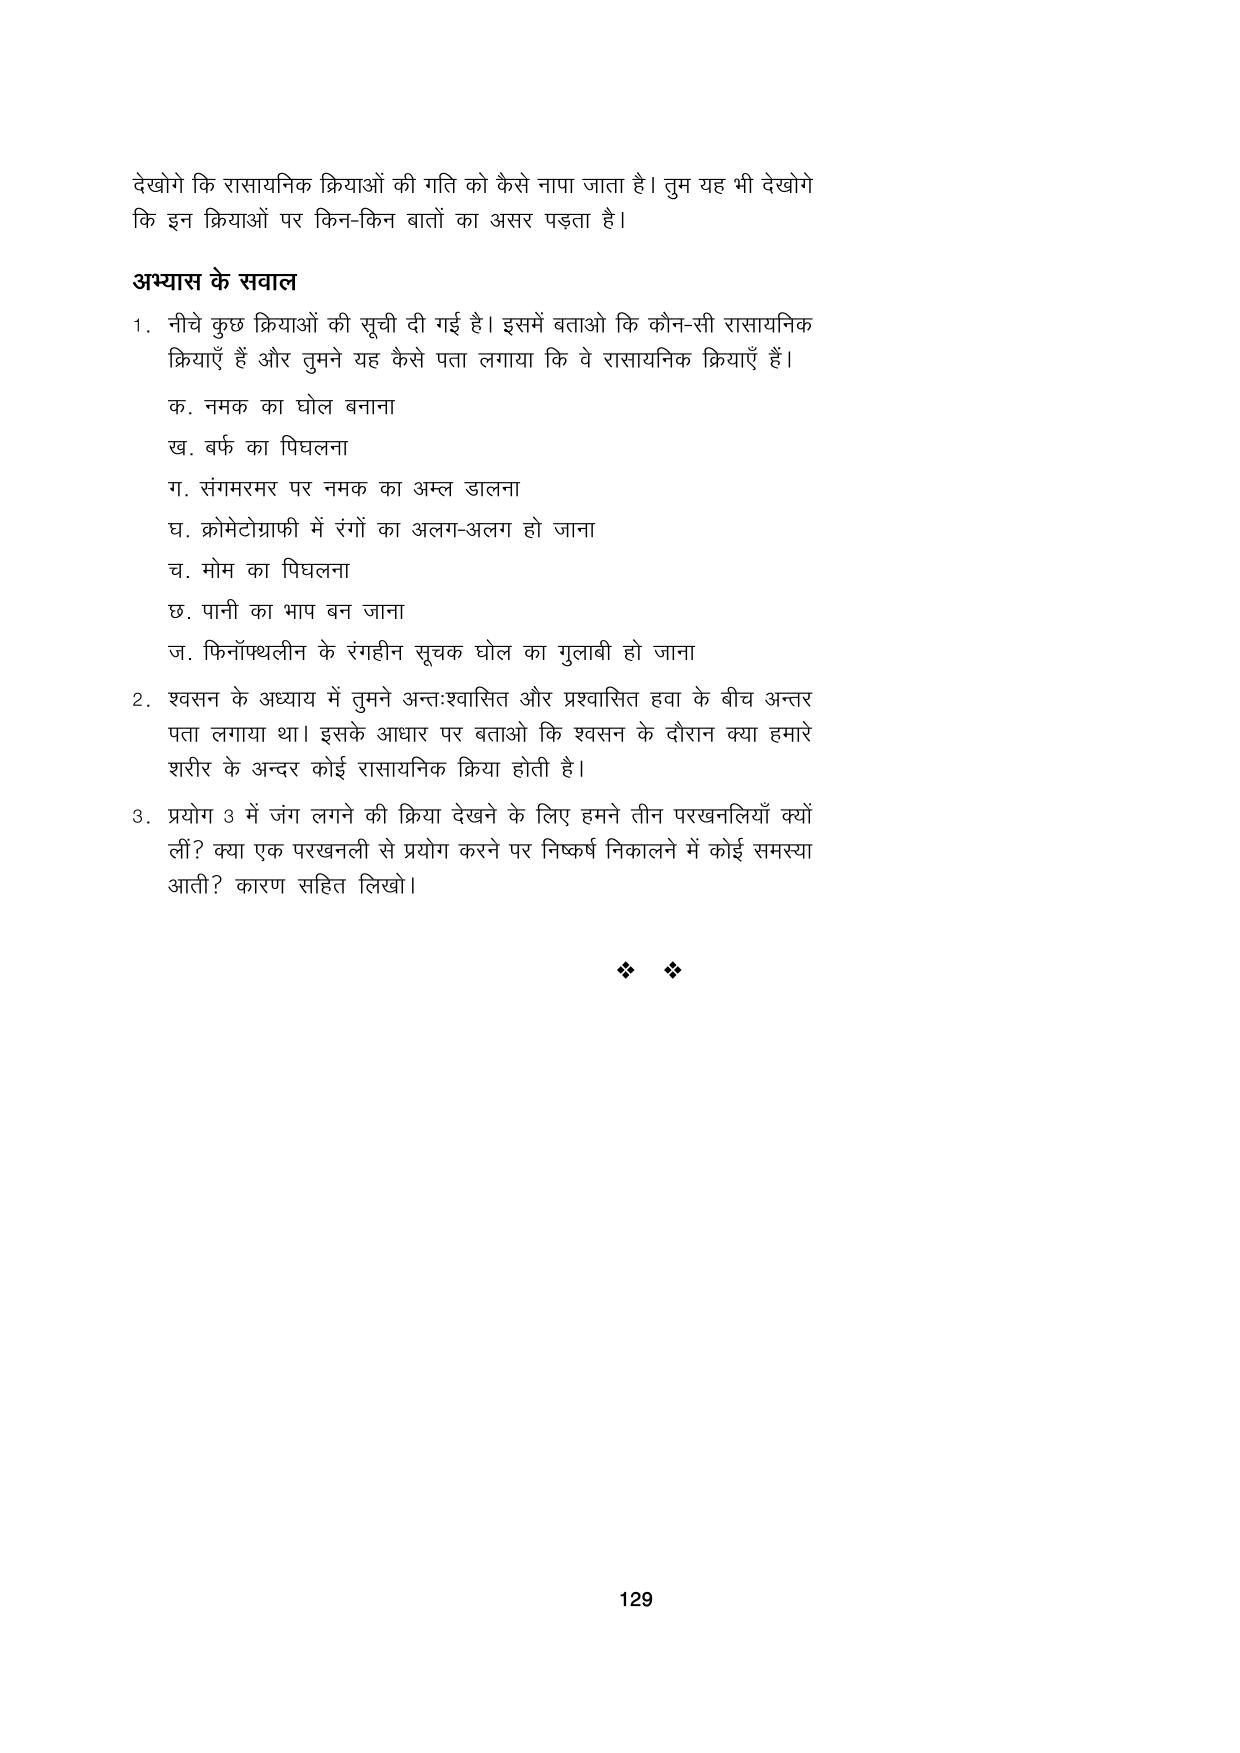 देखोगे कि रासायनिक क्रियाओं की गति को कैसे नापा जाता है। तुम यह भी देखोगे
कि इन क्रियाओं पर किन-किन बातों का असर पड़ता है।
अभ्यास के सवाल
1. नीचे कुछ क्रियाओं की सूची दी गई है। इसमें बताओ कि कौन-सी रासायनिक
क्रियाएँ हैं और तुमने यह कैसे पता लगाया कि वे रासायनिक क्रियाएँ हैं।
क. नमक का घोल बनाना
ख. बर्फ का पिघलना
ग. संगमरमर पर नमक का अम्ल डालना
घ. क्रोमेटोग्राफी में रंगों का अलग-अलग हो जाना
च. मोम का पिघलना
छ. पानी का भाप बन जाना
ज. फिनॉफ्थलीन के रंगहीन सूचक घोल का गुलाबी हो जाना
2. श्वसन के अध्याय में तुमने अन्तःश्वासित और प्रश्वासित हवा के बीच अन्तर
पता लगाया था। इसके आधार पर बताओ कि श्वसन के दौरान क्या हमारे
शरीर के अन्दर कोई रासायनिक क्रिया होती है।
3. प्रयोग 3 में जंग लगने की क्रिया देखने के लिए हमने तीन परखनलियाँ क्यों
लीं? क्या एक परखनली से प्रयोग करने पर निष्कर्ष निकालने में कोई समस्या
आती? कारण सहित लिखो।
❖ ❖
129